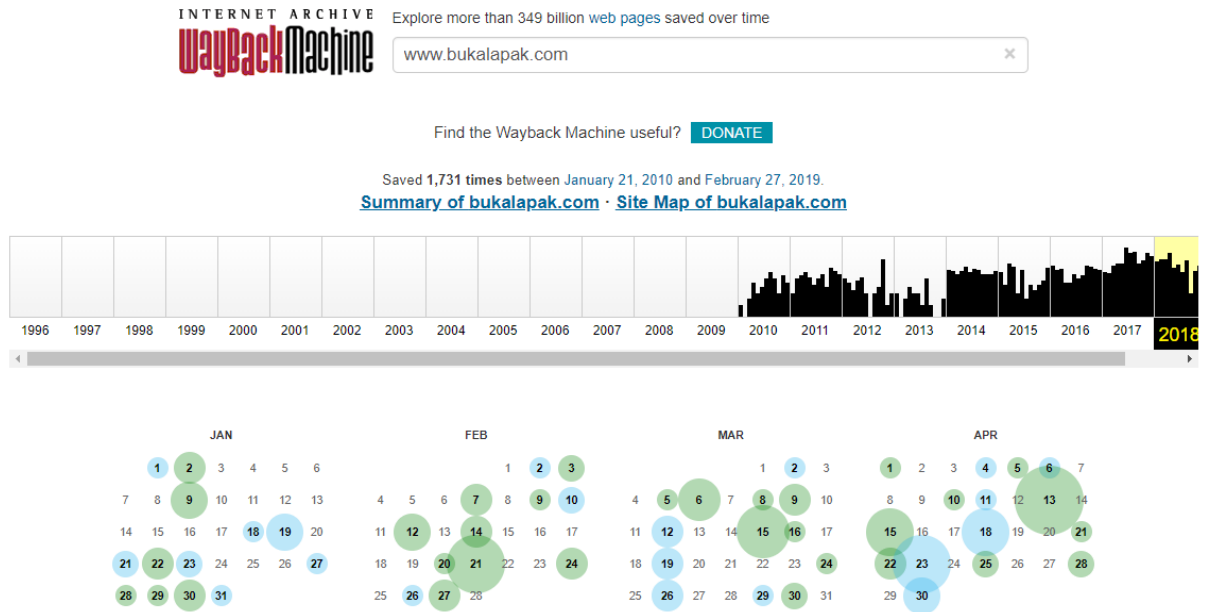 INTERNET ARCHIVE
WayBackMachine
Explore more than 349 billion web pages saved over time
www.bukalapak.com ×
Find the Wayback Machine useful? DONATE
Saved 1,731 times between January 21, 2010 and February 27, 2019.
Summary of bukalapak.com · Site Map of bukalapak.com
1996 1997 1998 1999 2000 2001 2002 2003 2004 2005 2006 2007 2008 2009 2010 2011 2012 2013 2014 2015 2016 2017 2018
JAN FEB MAR APR
1 2 3 4 5 6 1 2 3 1 2 3 1 2 3 4 5 6 7
7 8 9 10 11 12 13 4 5 6 7 8 9 10 4 5 6 7 8 9 10 8 9 10 11 12 13 14
14 15 16 17 18 19 20 11 12 13 14 15 16 17 11 12 13 14 15 16 17 15 16 17 18 19 20 21
21 22 23 24 25 26 27 18 19 20 21 22 23 24 18 19 20 21 22 23 24 22 23 24 25 26 27 28
28 29 30 31 25 26 27 28 25 26 27 28 29 30 31 29 30